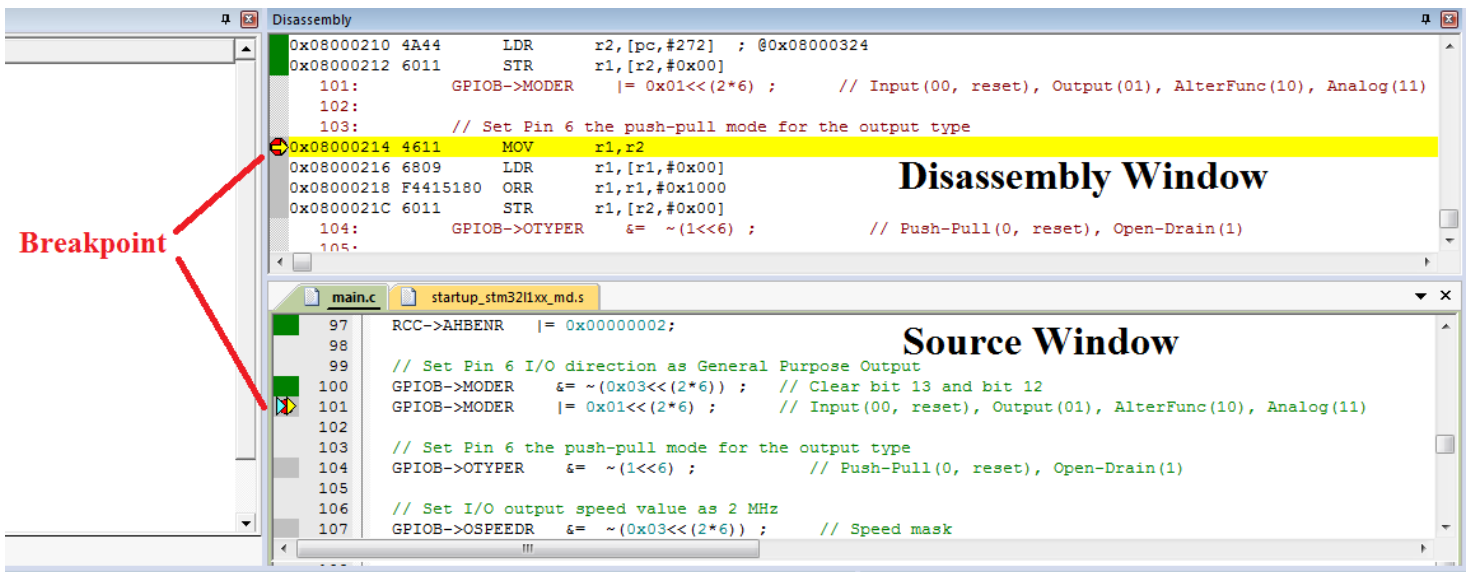 Disassembly
0x08000210 4A44 LDR r2,[pc,#272] ; @0x08000324
0x08000212 6011 STR r1,[r2,#0x00]
101: GPIOB->MODER |= 0x01<<(2*6) ; // Input(00, reset), Output(01), AlterFunc(10), Analog(11)
102:
103: // Set Pin 6 the push-pull mode for the output type
0x08000214 4611 MOV r1,r2
0x08000216 6809 LDR r1,[r1,#0x00]
0x08000218 F4415180 ORR r1,r1,#0x1000
0x0800021C 6011 STR r1,[r2,#0x00]
104: GPIOB->OTYPER &= ~(1<<6) ; // Push-Pull(0, reset), Open-Drain(1)
105:
Disassembly Window
Breakpoint
main.c startup_stm32l1xx_md.s
97 RCC->AHBENR |= 0x00000002;
98
99 // Set Pin 6 I/O direction as General Purpose Output
100 GPIOB->MODER &= ~(0x03<<(2*6)) ; // Clear bit 13 and bit 12
101 GPIOB->MODER |= 0x01<<(2*6) ; // Input(00, reset), Output(01), AlterFunc(10), Analog(11)
102
103 // Set Pin 6 the push-pull mode for the output type
104 GPIOB->OTYPER &= ~(1<<6) ; // Push-Pull(0, reset), Open-Drain(1)
105
106 // Set I/O output speed value as 2 MHz
107 GPIOB->OSPEEDR &= ~(0x03<<(2*6)) ; // Speed mask
Source Window